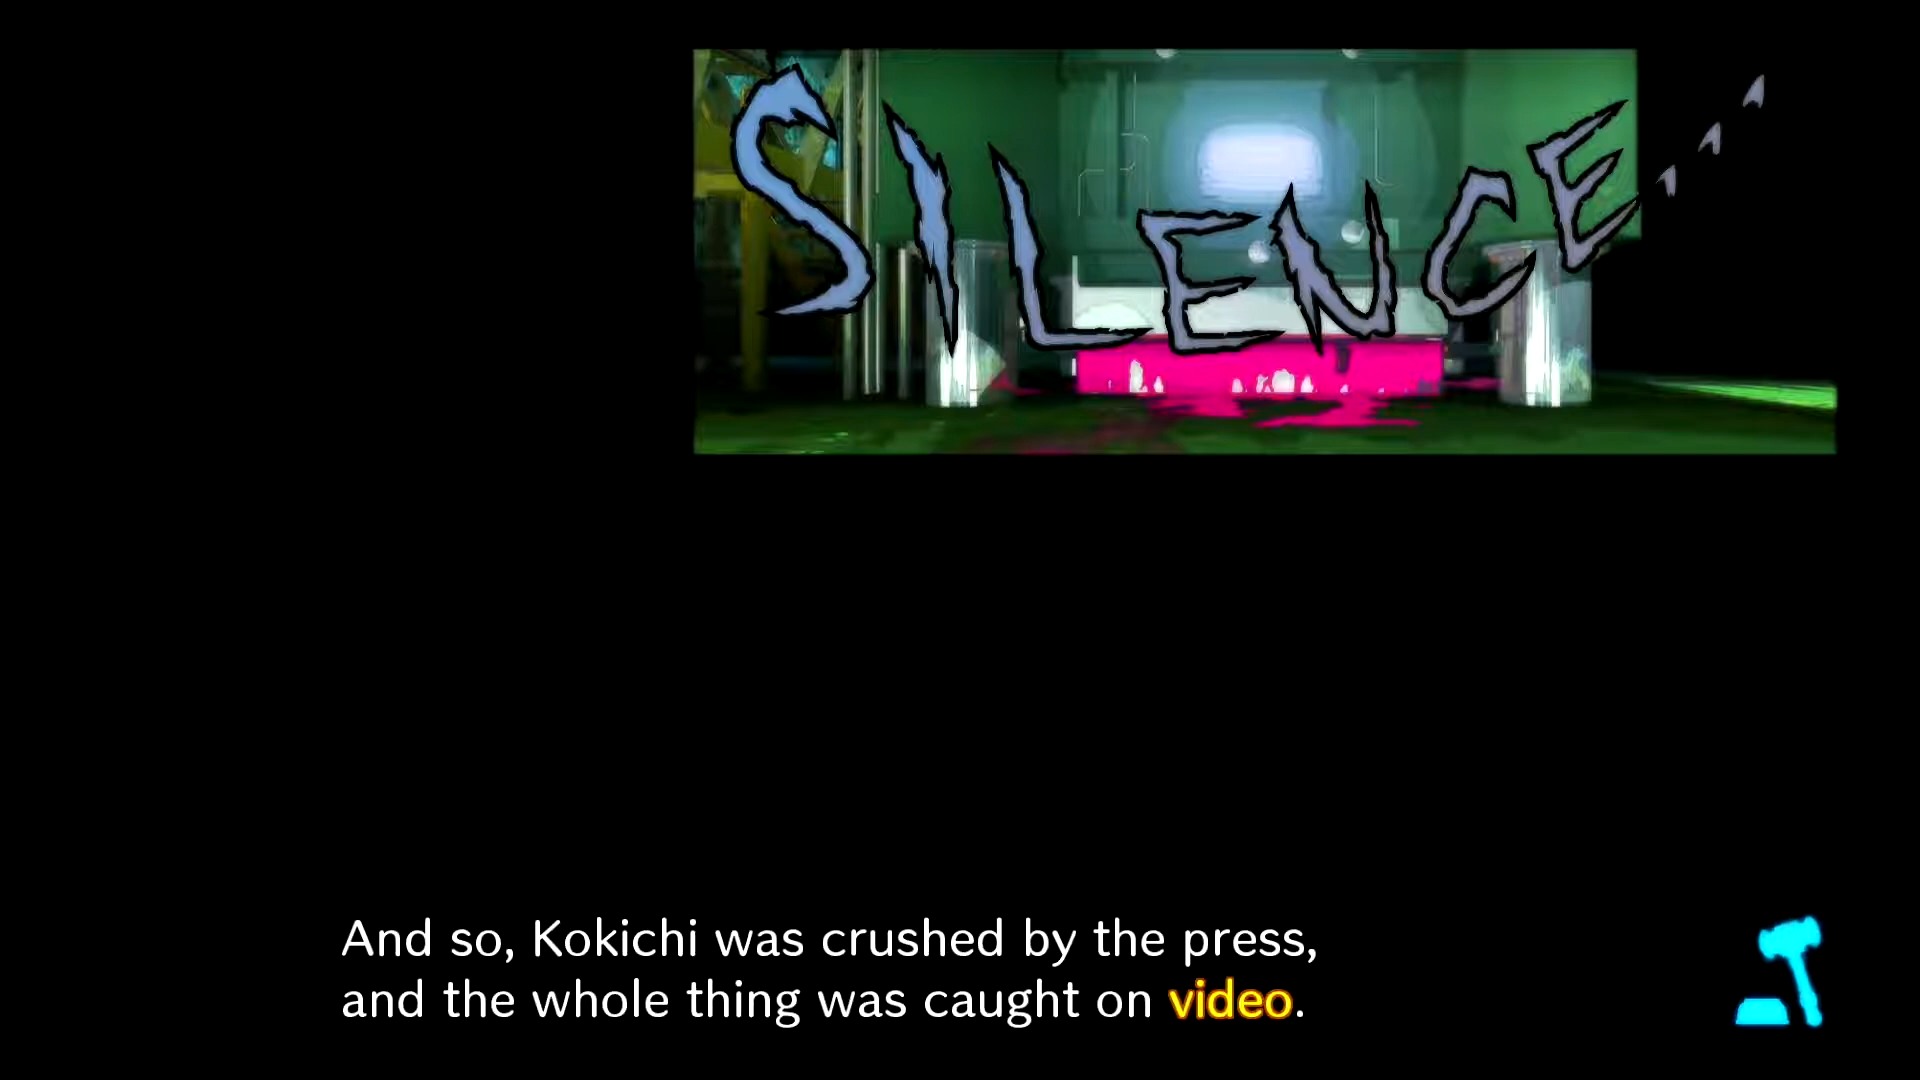 SILENCE...
And so, Kokichi was crushed by the press,
and the whole thing was caught on video.